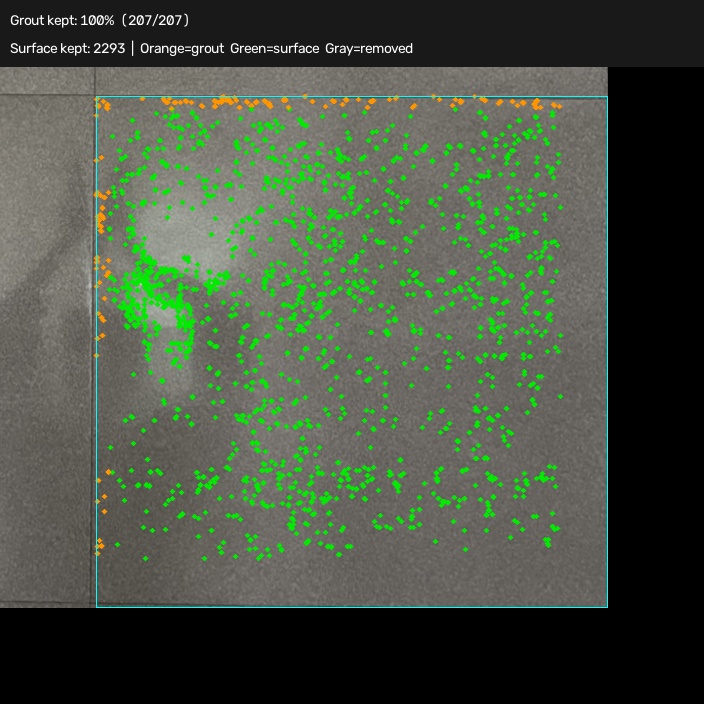 Grout kept: 100%  (207/207)
Surface kept: 2293 | Orange=grout  Green=surface  Gray=removed